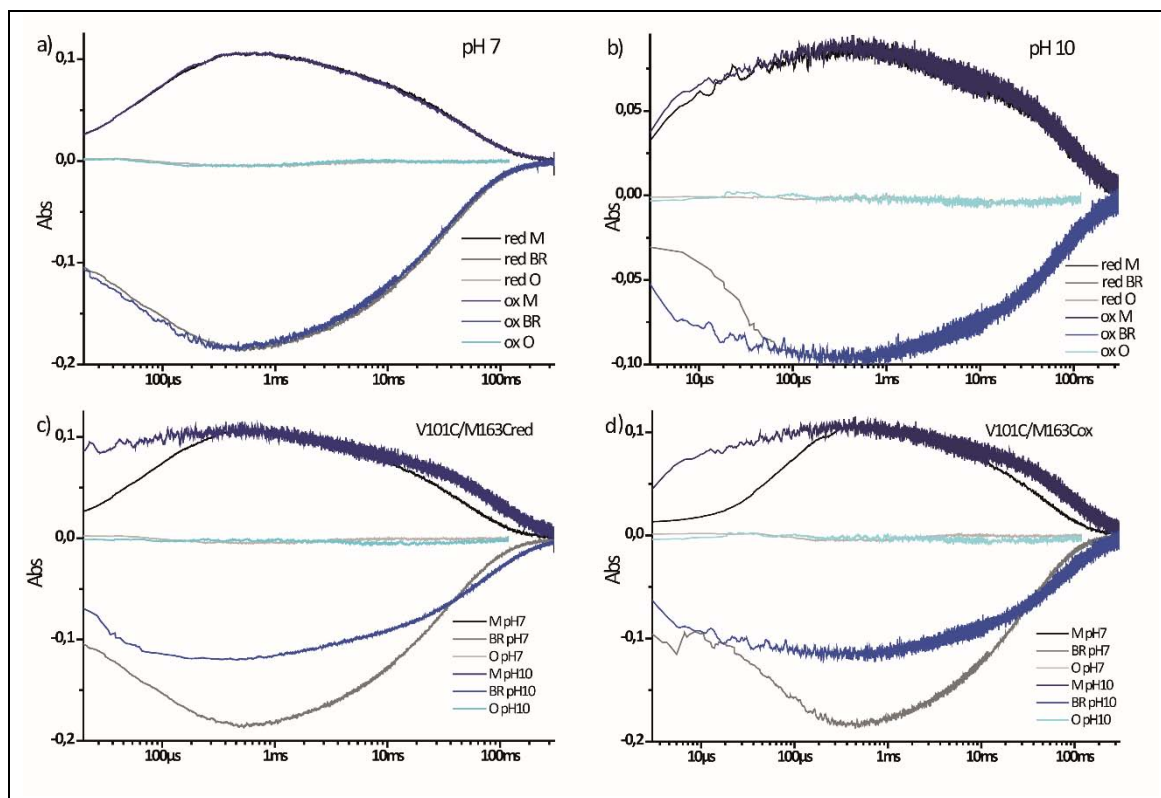 a)
pH 7
0,1
0,0
-0,1
-0,2
Abs
red M
red BR
red O
ox M
ox BR
ox O
100µs
1ms
10ms
100ms
b)
pH 10
0,05
0,00
-0,05
-0,10
Abs
red M
red BR
red O
ox M
ox BR
ox O
10µs
100µs
1ms
10ms
100ms
c)
V101C/M163Cred
0,1
0,0
-0,1
-0,2
Abs
M pH7
BR pH7
O pH7
M pH10
BR pH10
O pH10
100µs
1ms
10ms
100ms
d)
V101C/M163Cox
0,1
0,0
-0,1
-0,2
Abs
M pH7
BR pH7
O pH7
M pH10
BR pH10
O pH10
10µs
100µs
1ms
10ms
100ms